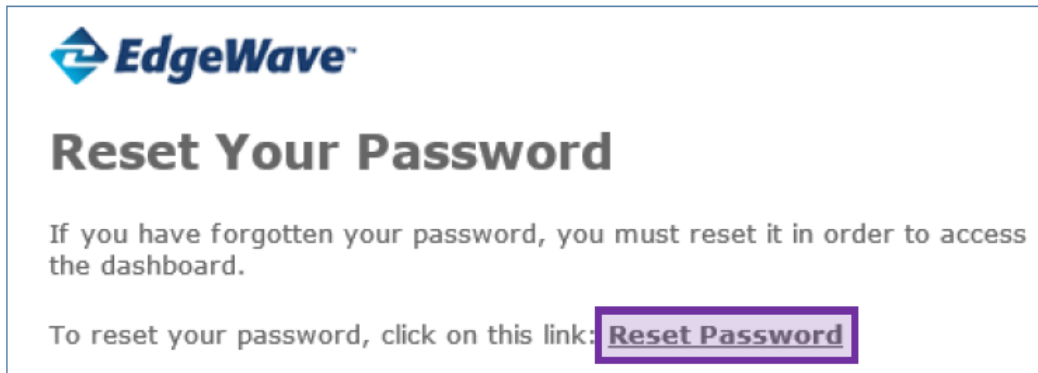 EdgeWave™
Reset Your Password
If you have forgotten your password, you must reset it in order to access
the dashboard.
To reset your password, click on this link: Reset Password